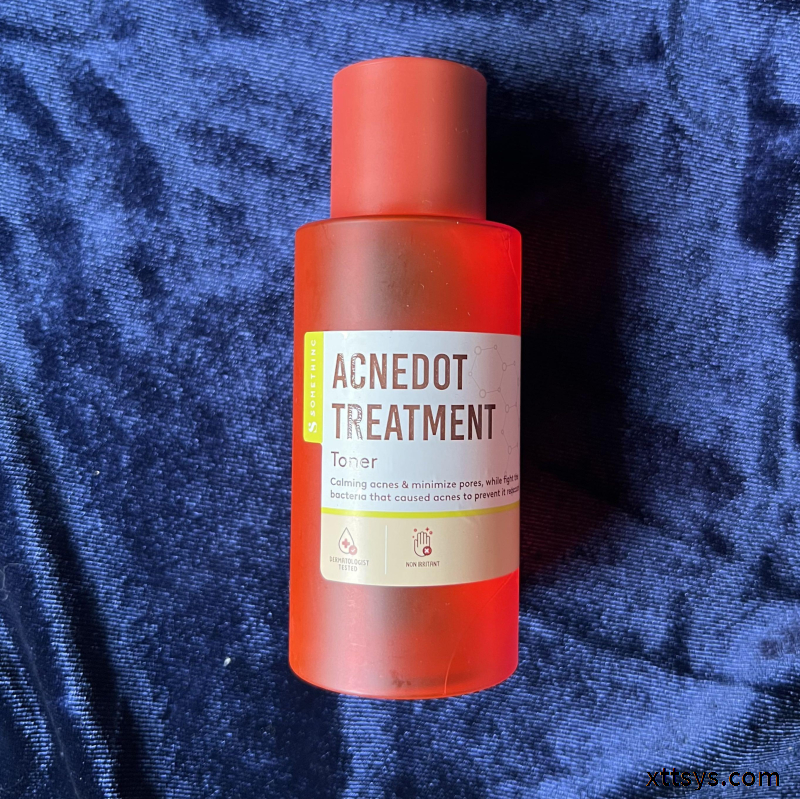 SOMETHINC
ACNEDOT
TREATMENT
Toner
Calming acnes & minimize pores, while fight the
bacteria that caused acnes to prevent it
DERMATOLOGIST
TESTED
NON IRRITANT
xttsys.com